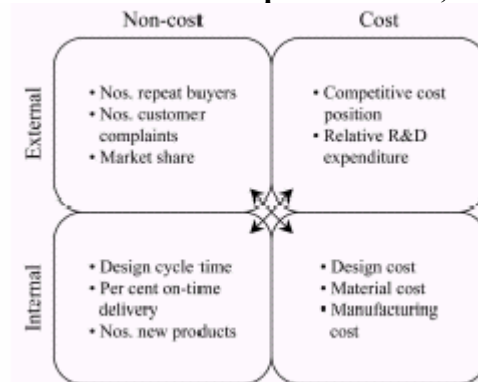 Non-cost
Cost
External
• Nos. repeat buyers
• Nos. customer
complaints
• Market share
• Competitive cost
position
• Relative R&D
expenditure
Internal
• Design cycle time
• Per cent on-time
delivery
• Nos. new products
• Design cost
• Material cost
• Manufacturing
cost